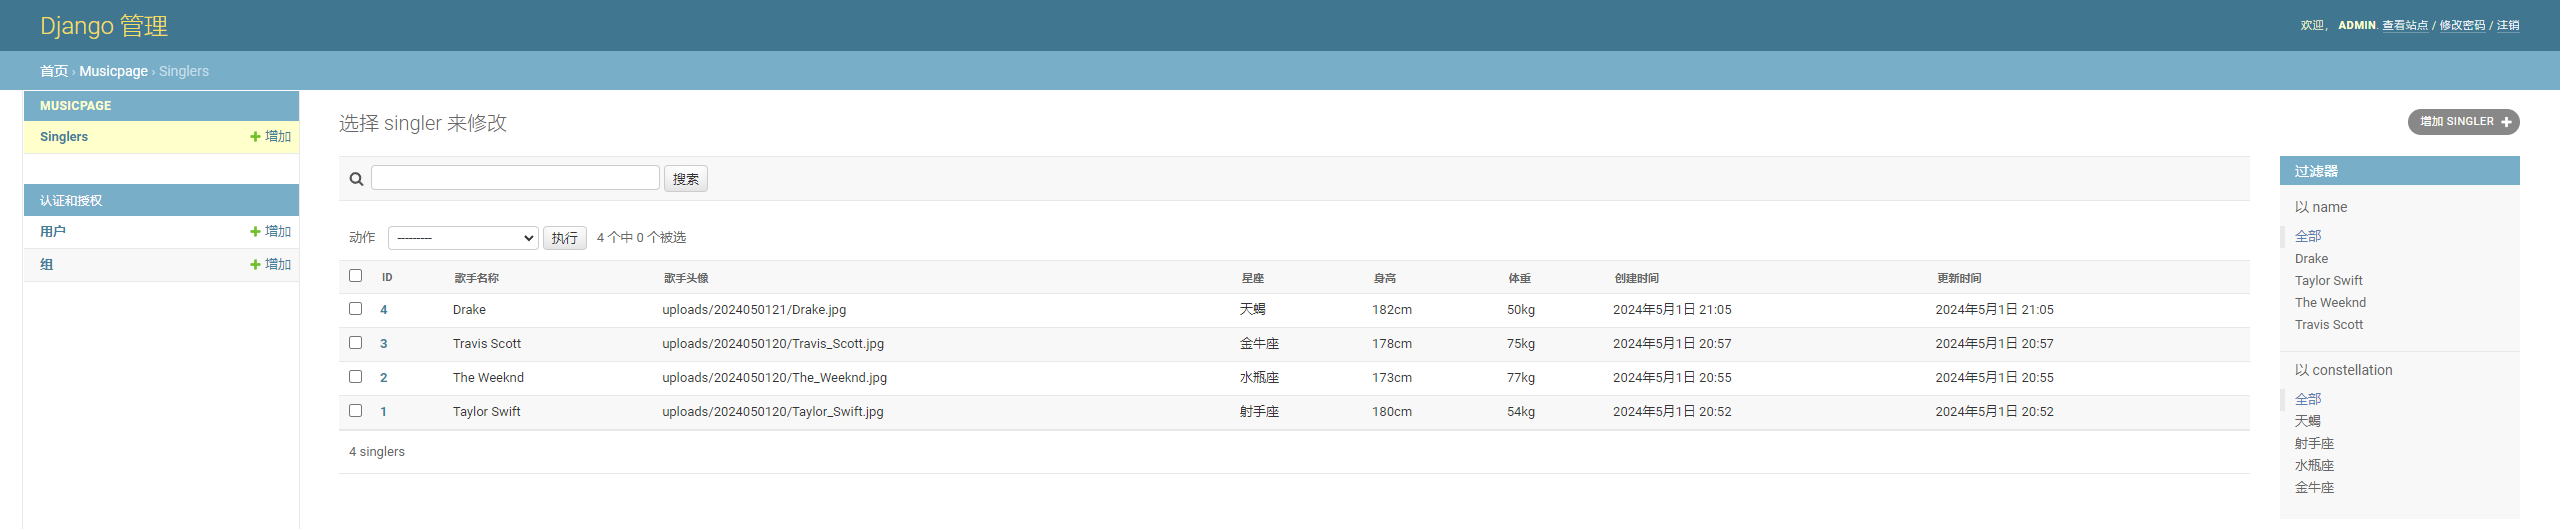 Django 管理
欢迎， ADMIN. 查看站点 / 修改密码 / 注销
首页 › Musicpage › Singlers
MUSICPAGE
Singlers 增加
认证和授权
用户 增加
组 增加
选择 singler 来修改
增加 SINGLER
搜索
动作 --------- 执行 4 个中 0 个被选
ID 歌手名称 歌手头像 星座 身高 体重 创建时间 更新时间
4 Drake uploads/2024050121/Drake.jpg 天蝎 182cm 50kg 2024年5月1日 21:05 2024年5月1日 21:05
3 Travis Scott uploads/2024050120/Travis_Scott.jpg 金牛座 178cm 75kg 2024年5月1日 20:57 2024年5月1日 20:57
2 The Weeknd uploads/2024050120/The_Weeknd.jpg 水瓶座 173cm 77kg 2024年5月1日 20:55 2024年5月1日 20:55
1 Taylor Swift uploads/2024050120/Taylor_Swift.jpg 射手座 180cm 54kg 2024年5月1日 20:52 2024年5月1日 20:52
4 singlers
过滤器
以 name
全部
Drake
Taylor Swift
The Weeknd
Travis Scott
以 constellation
全部
天蝎
射手座
水瓶座
金牛座